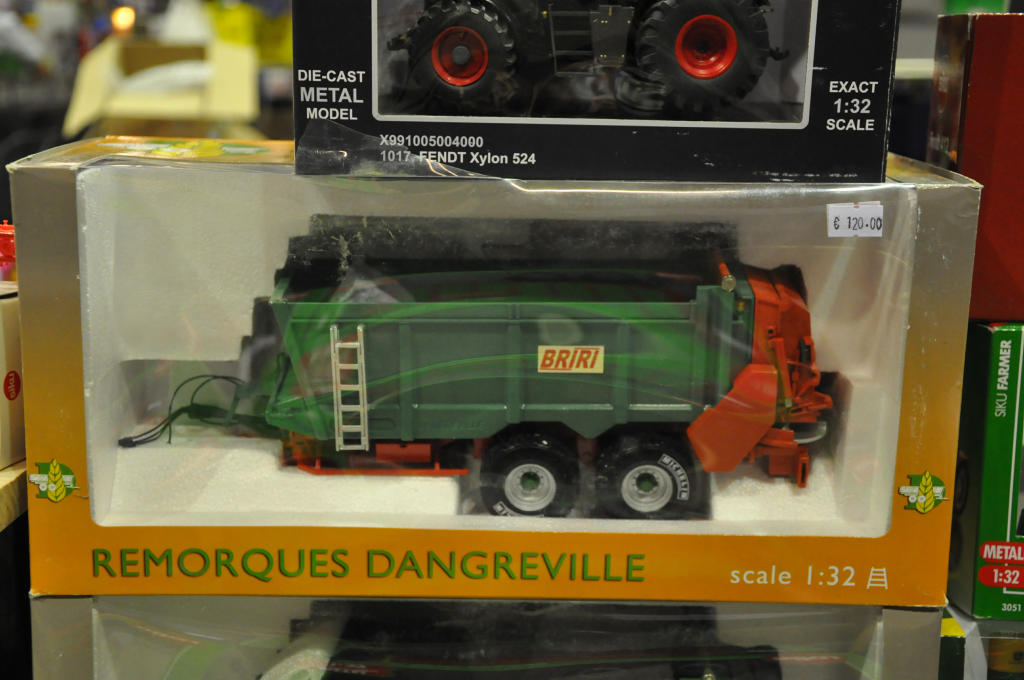 DIE-CAST
METAL
MODEL
EXACT
1:32
SCALE
X991005004000
1017 FENDT Xylon 524
€ 120.00
BRIRI
MICHELIN
REMORQUES DANGREVILLE
scale 1:32
SIKU FARMER
METAL
1:32
3051